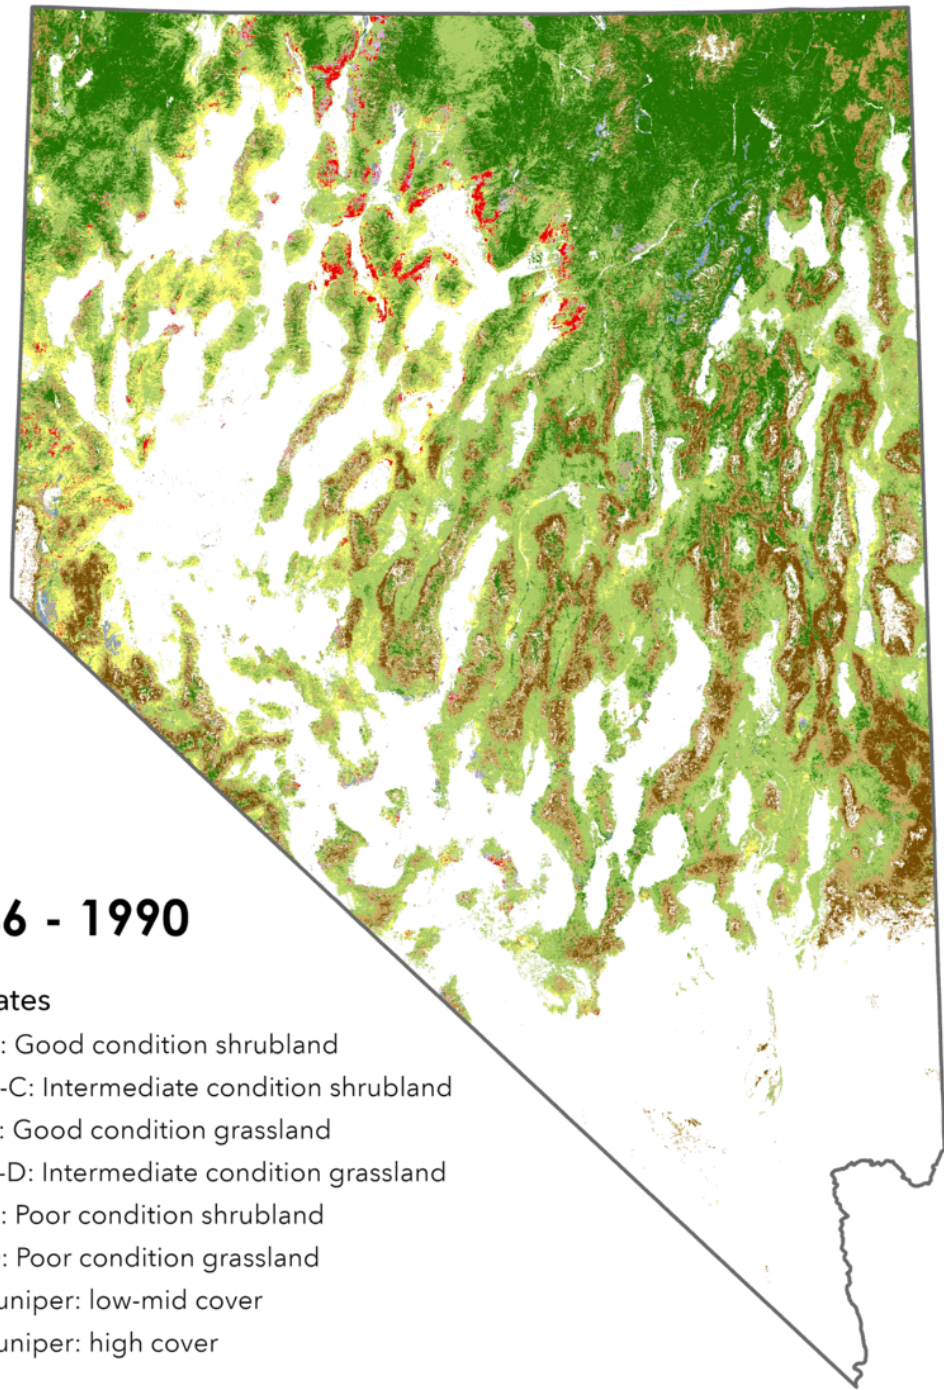 6 - 1990
ates
: Good condition shrubland
-C: Intermediate condition shrubland
: Good condition grassland
-D: Intermediate condition grassland
: Poor condition shrubland
: Poor condition grassland
uniper: low-mid cover
uniper: high cover